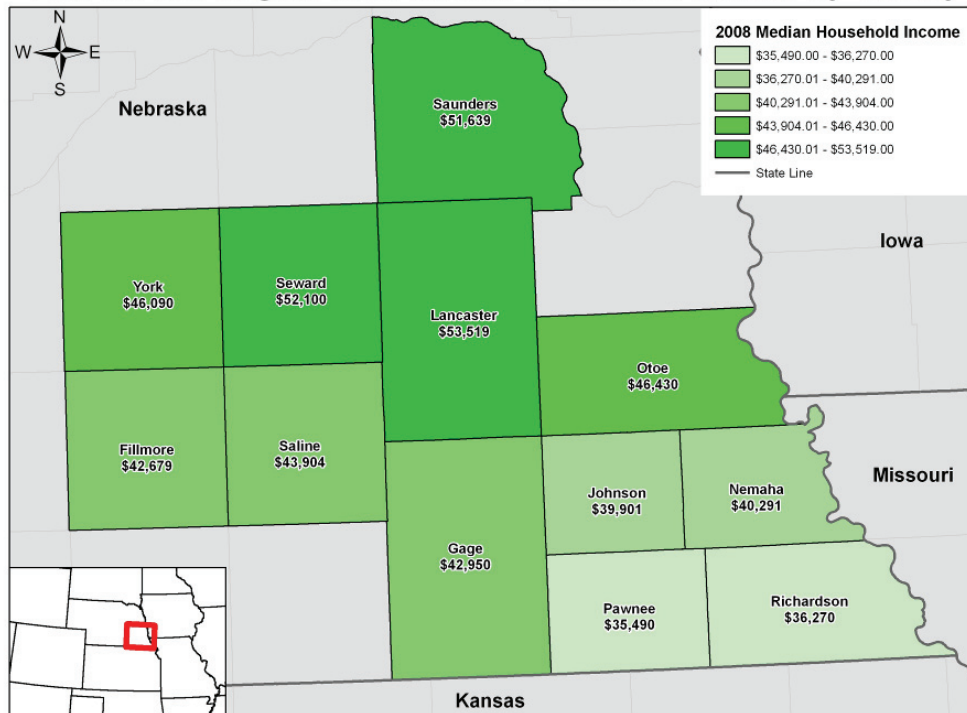 N
W E
S
Nebraska
2008 Median Household Income
$35,490.00 - $36,270.00
$36,270.01 - $40,291.00
$40,291.01 - $43,904.00
$43,904.01 - $46,430.00
$46,430.01 - $53,519.00
State Line
Saunders
$51,639
Iowa
York
$46,090
Seward
$52,100
Lancaster
$53,519
Otoe
$46,430
Fillmore
$42,679
Saline
$43,904
Missouri
Johnson
$39,901
Nemaha
$40,291
Gage
$42,950
Pawnee
$35,490
Richardson
$36,270
Kansas